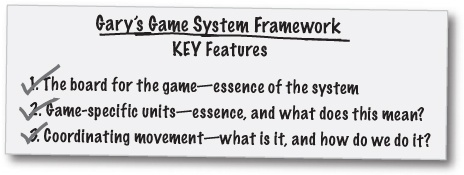 Gary's Game System Framework
KEY Features
1. The board for the game—essence of the system
2. Game-specific units—essence, and what does this mean?
3. Coordinating movement—what is it, and how do we do it?